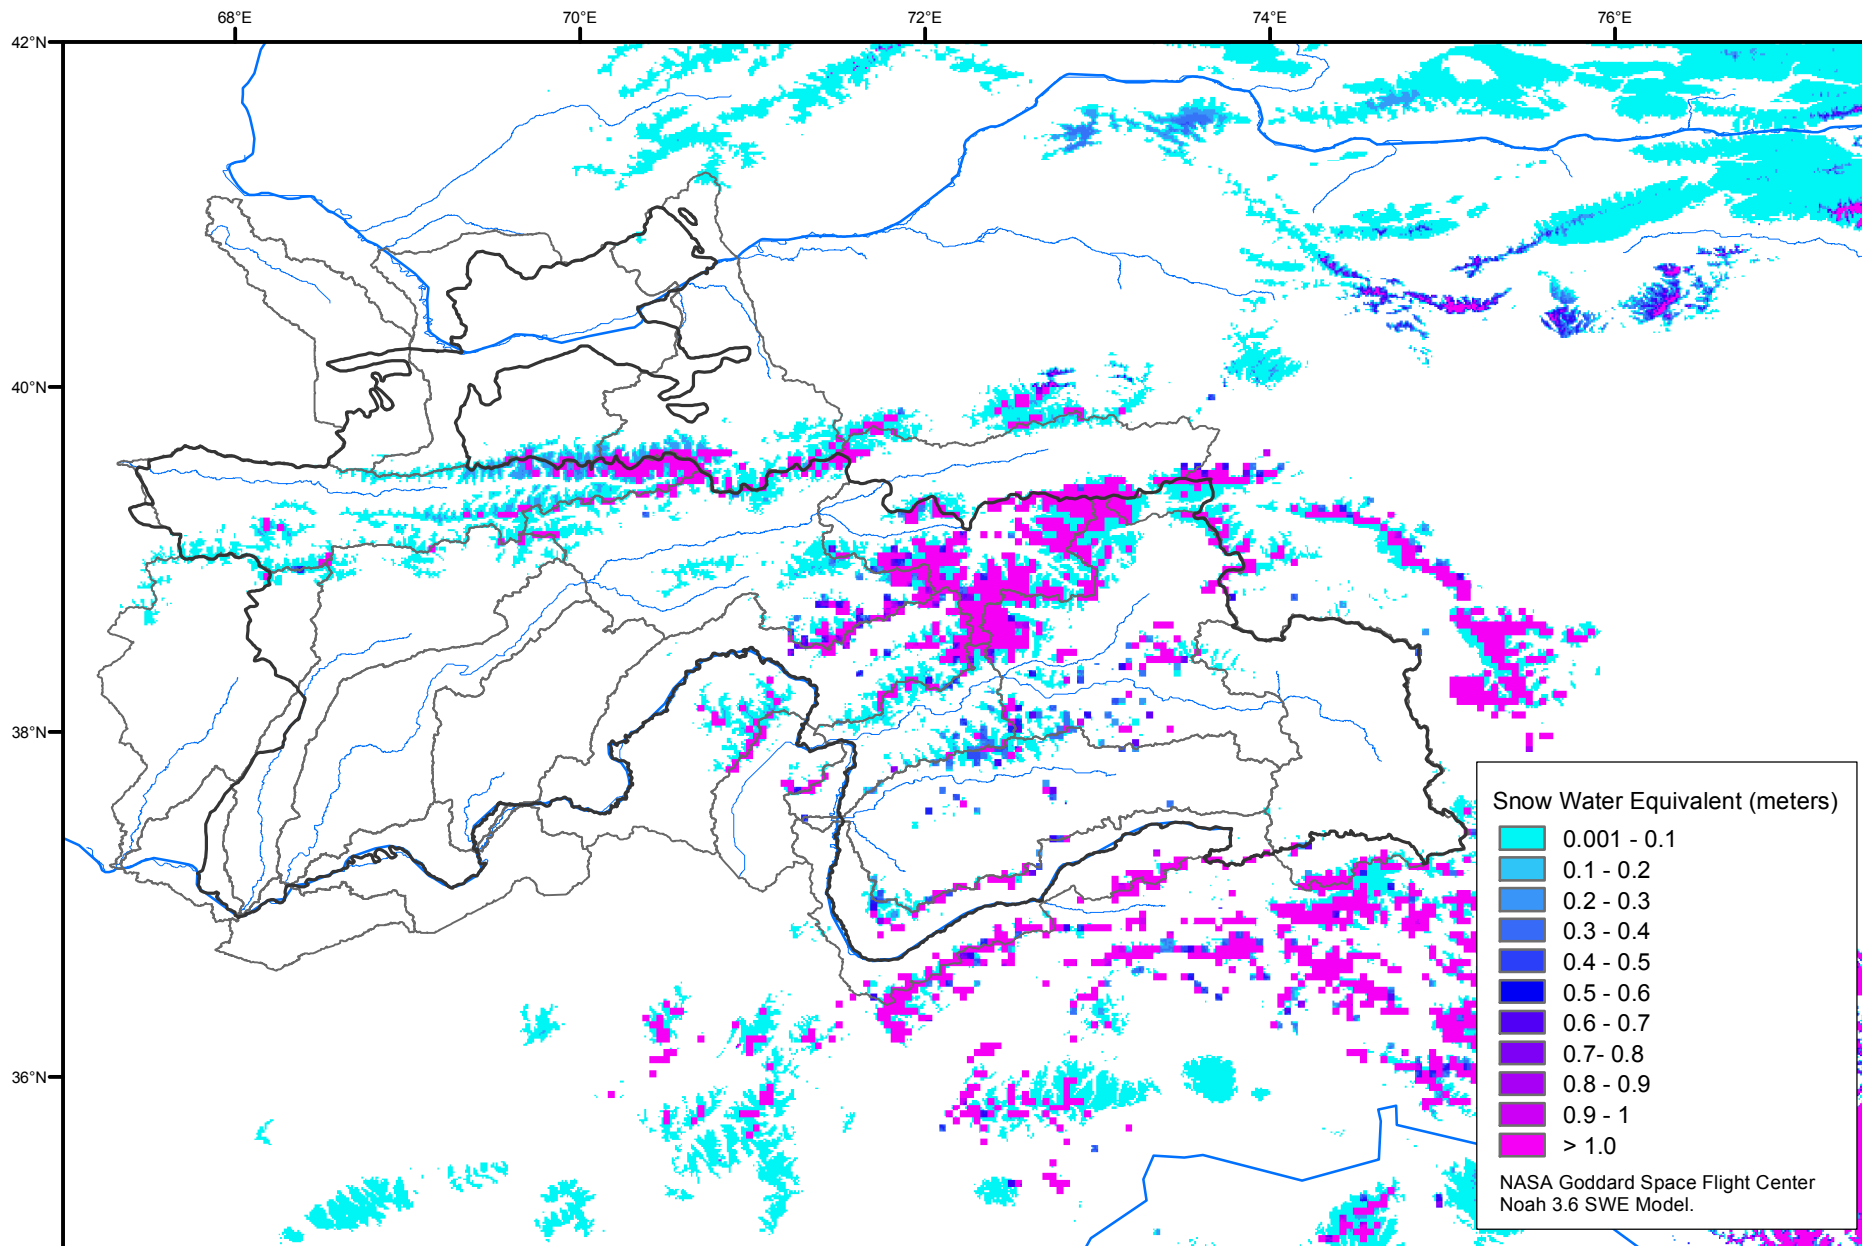 68°E
70°E
72°E
74°E
76°E
42°N
40°N
38°N
36°N
Snow Water Equivalent (meters)
0.001 - 0.1
0.1 - 0.2
0.2 - 0.3
0.3 - 0.4
0.4 - 0.5
0.5 - 0.6
0.6 - 0.7
0.7- 0.8
0.8 - 0.9
0.9 - 1
> 1.0
NASA Goddard Space Flight Center
Noah 3.6 SWE Model.